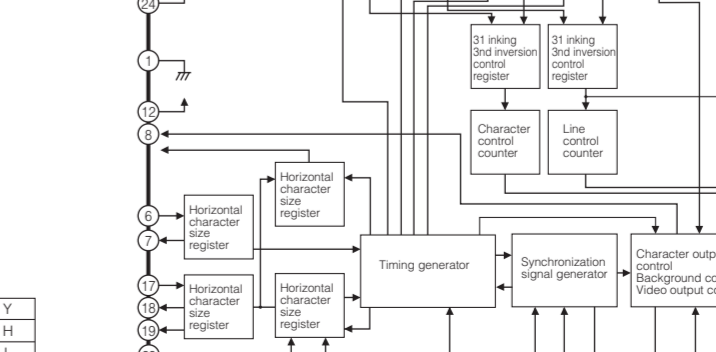 24
31 inking
3nd inversion
control
register
31 inking
3nd inversion
control
register
1
12
8
Character
control
counter
Line
control
counter
Horizontal
character
size
register
6
7
Horizontal
character
size
register
Timing generator
Synchronization
signal generator
Character outp
control
Background co
Video output co
17
18
19
Horizontal
character
size
register
Horizontal
character
size
register
Y
H